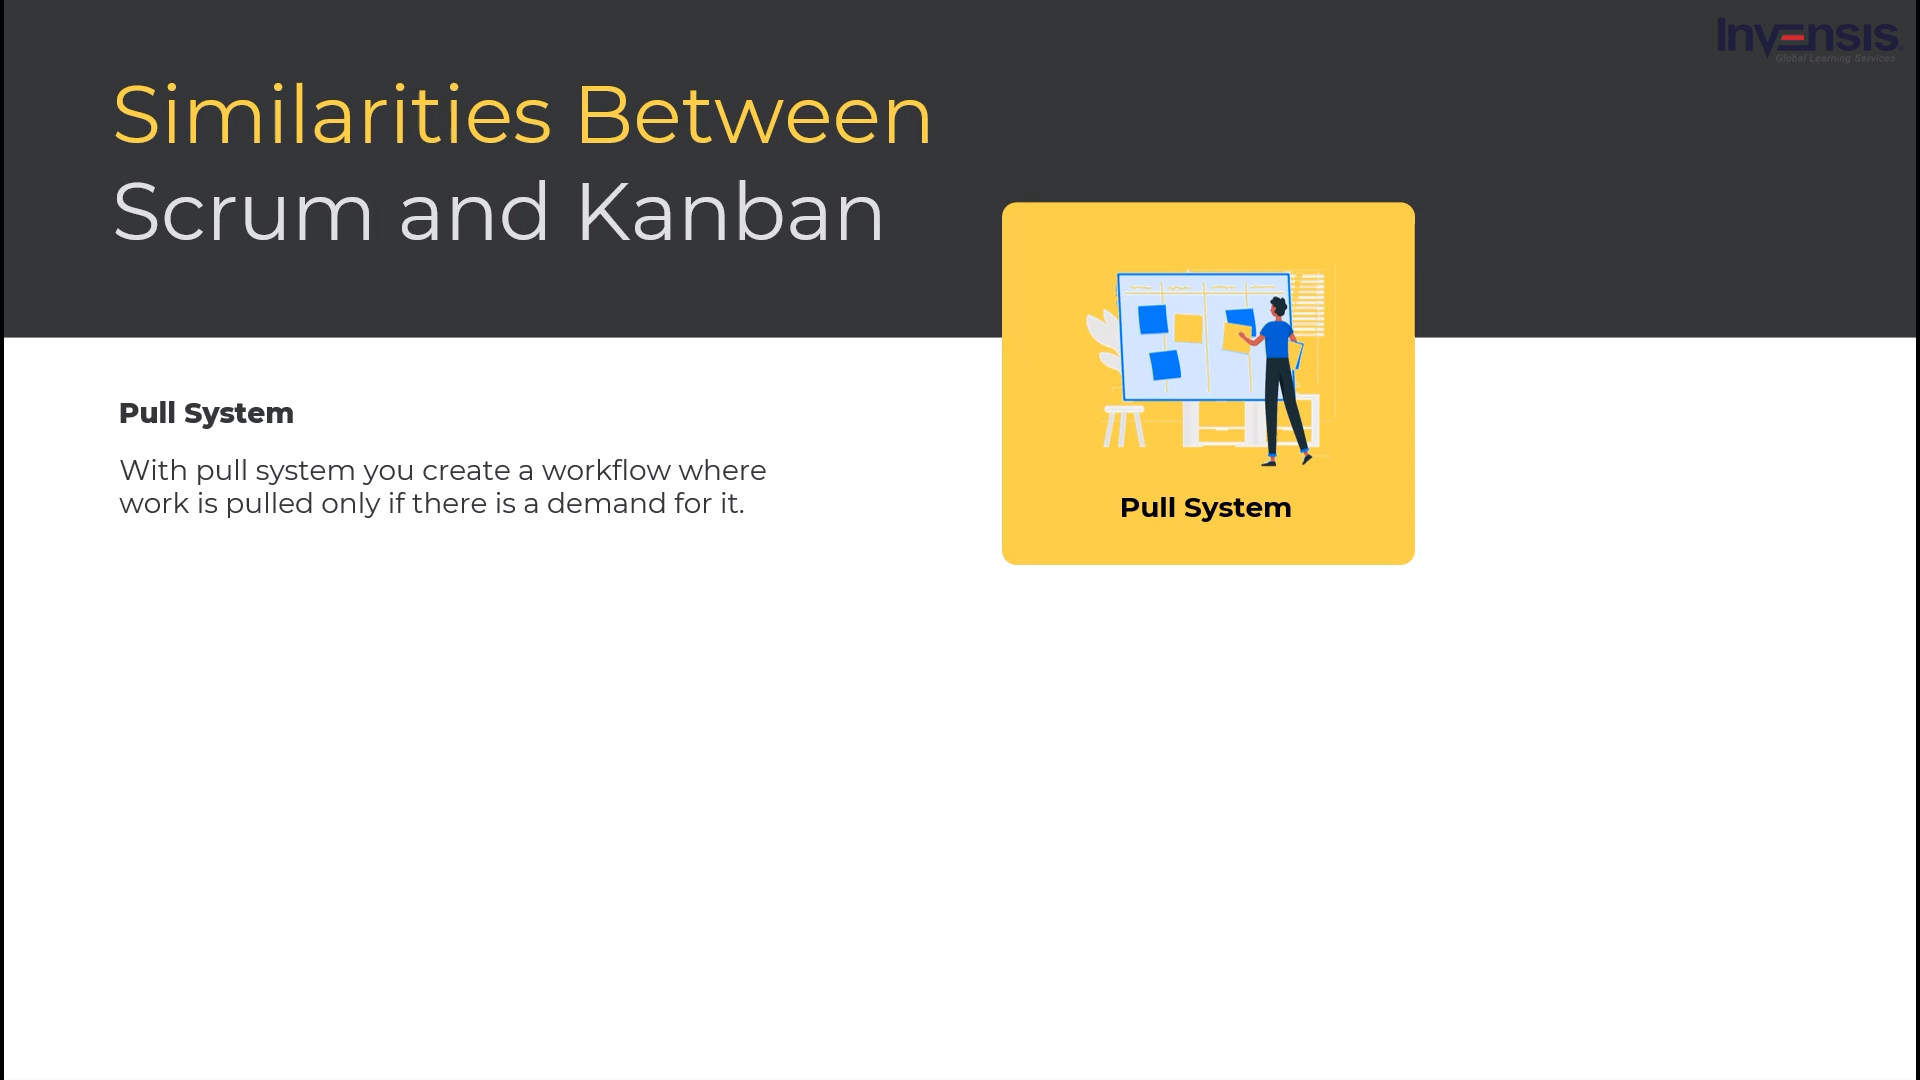 Invensis
Global Learning Services
Similarities Between
Scrum and Kanban
Pull System
With pull system you create a workflow where
work is pulled only if there is a demand for it.
Pull System